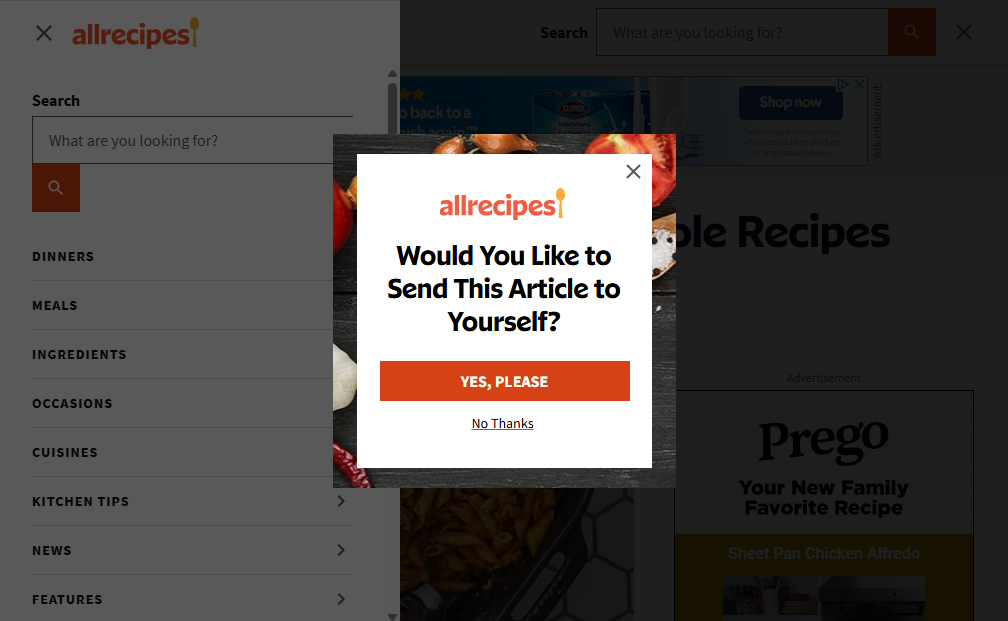 allrecipes
Search
What are you looking for?
Search
What are you looking for?
DINNERS
MEALS
INGREDIENTS
OCCASIONS
CUISINES
KITCHEN TIPS
NEWS
FEATURES
back to a
again
CLOROX
Shop now
Advertisement
Recipes
allrecipes
Would You Like to
Send This Article to
Yourself?
YES, PLEASE
No Thanks
Advertisement
Prego
Your New Family
Favorite Recipe
Sheet Pan Chicken Alfredo